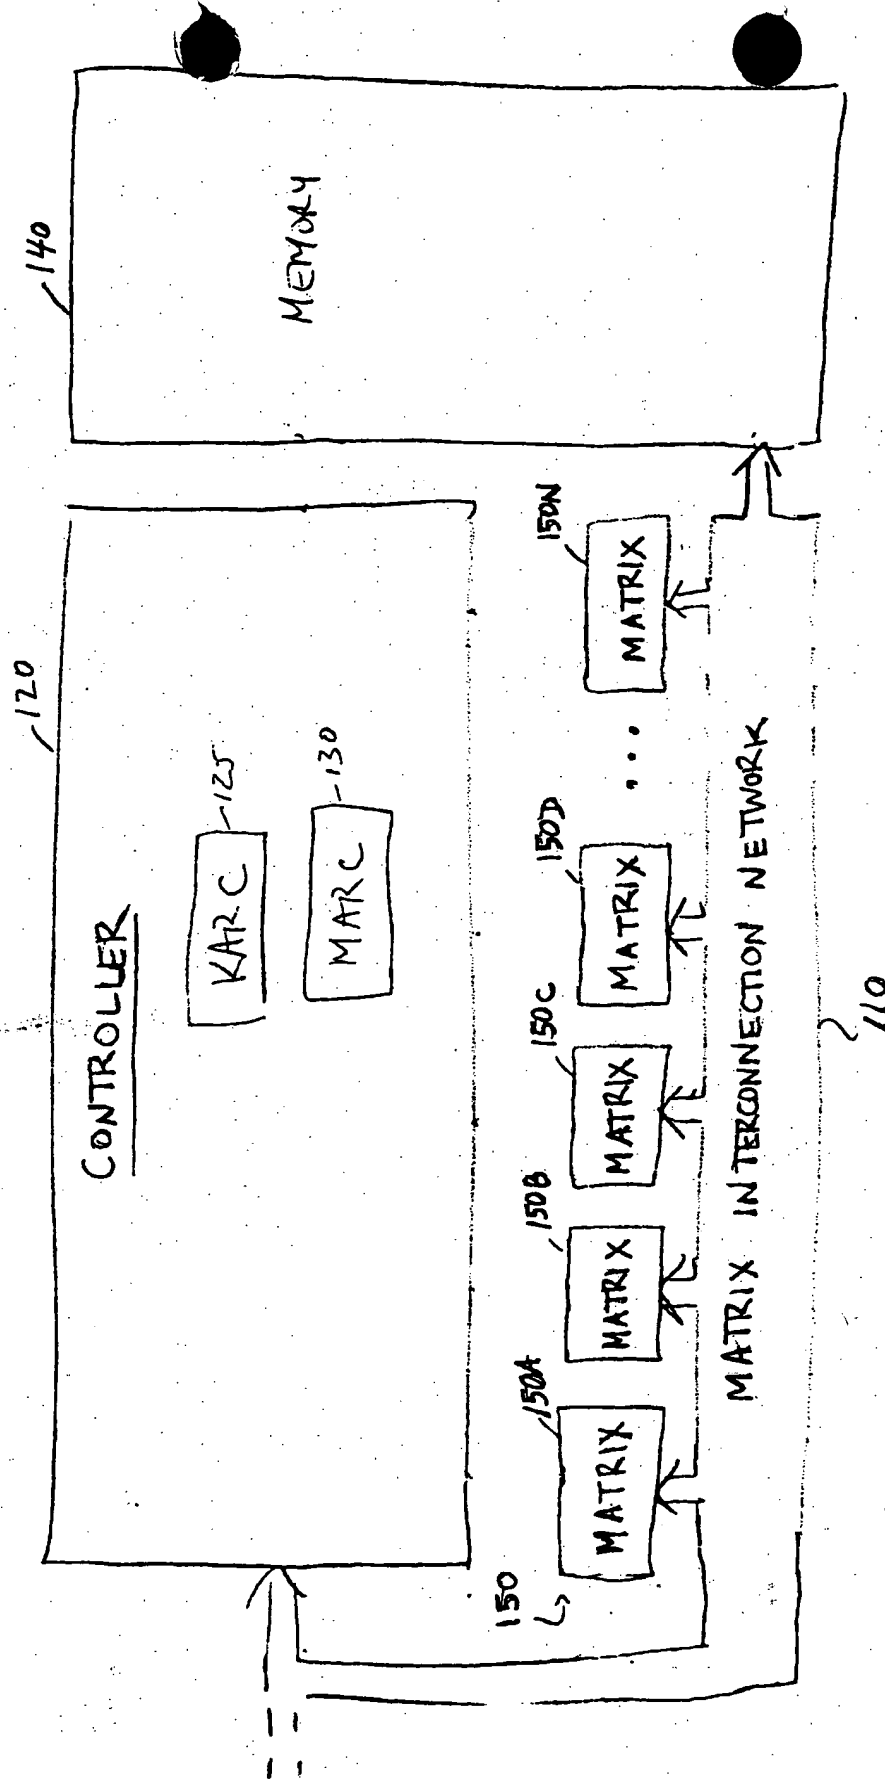 120
140
CONTROLLER
KARC
125
MARC
130
MEMORY
150
150A
150B
150C
150D
150N
MATRIX
MATRIX
MATRIX
MATRIX
...
MATRIX
MATRIX INTERCONNECTION NETWORK
110